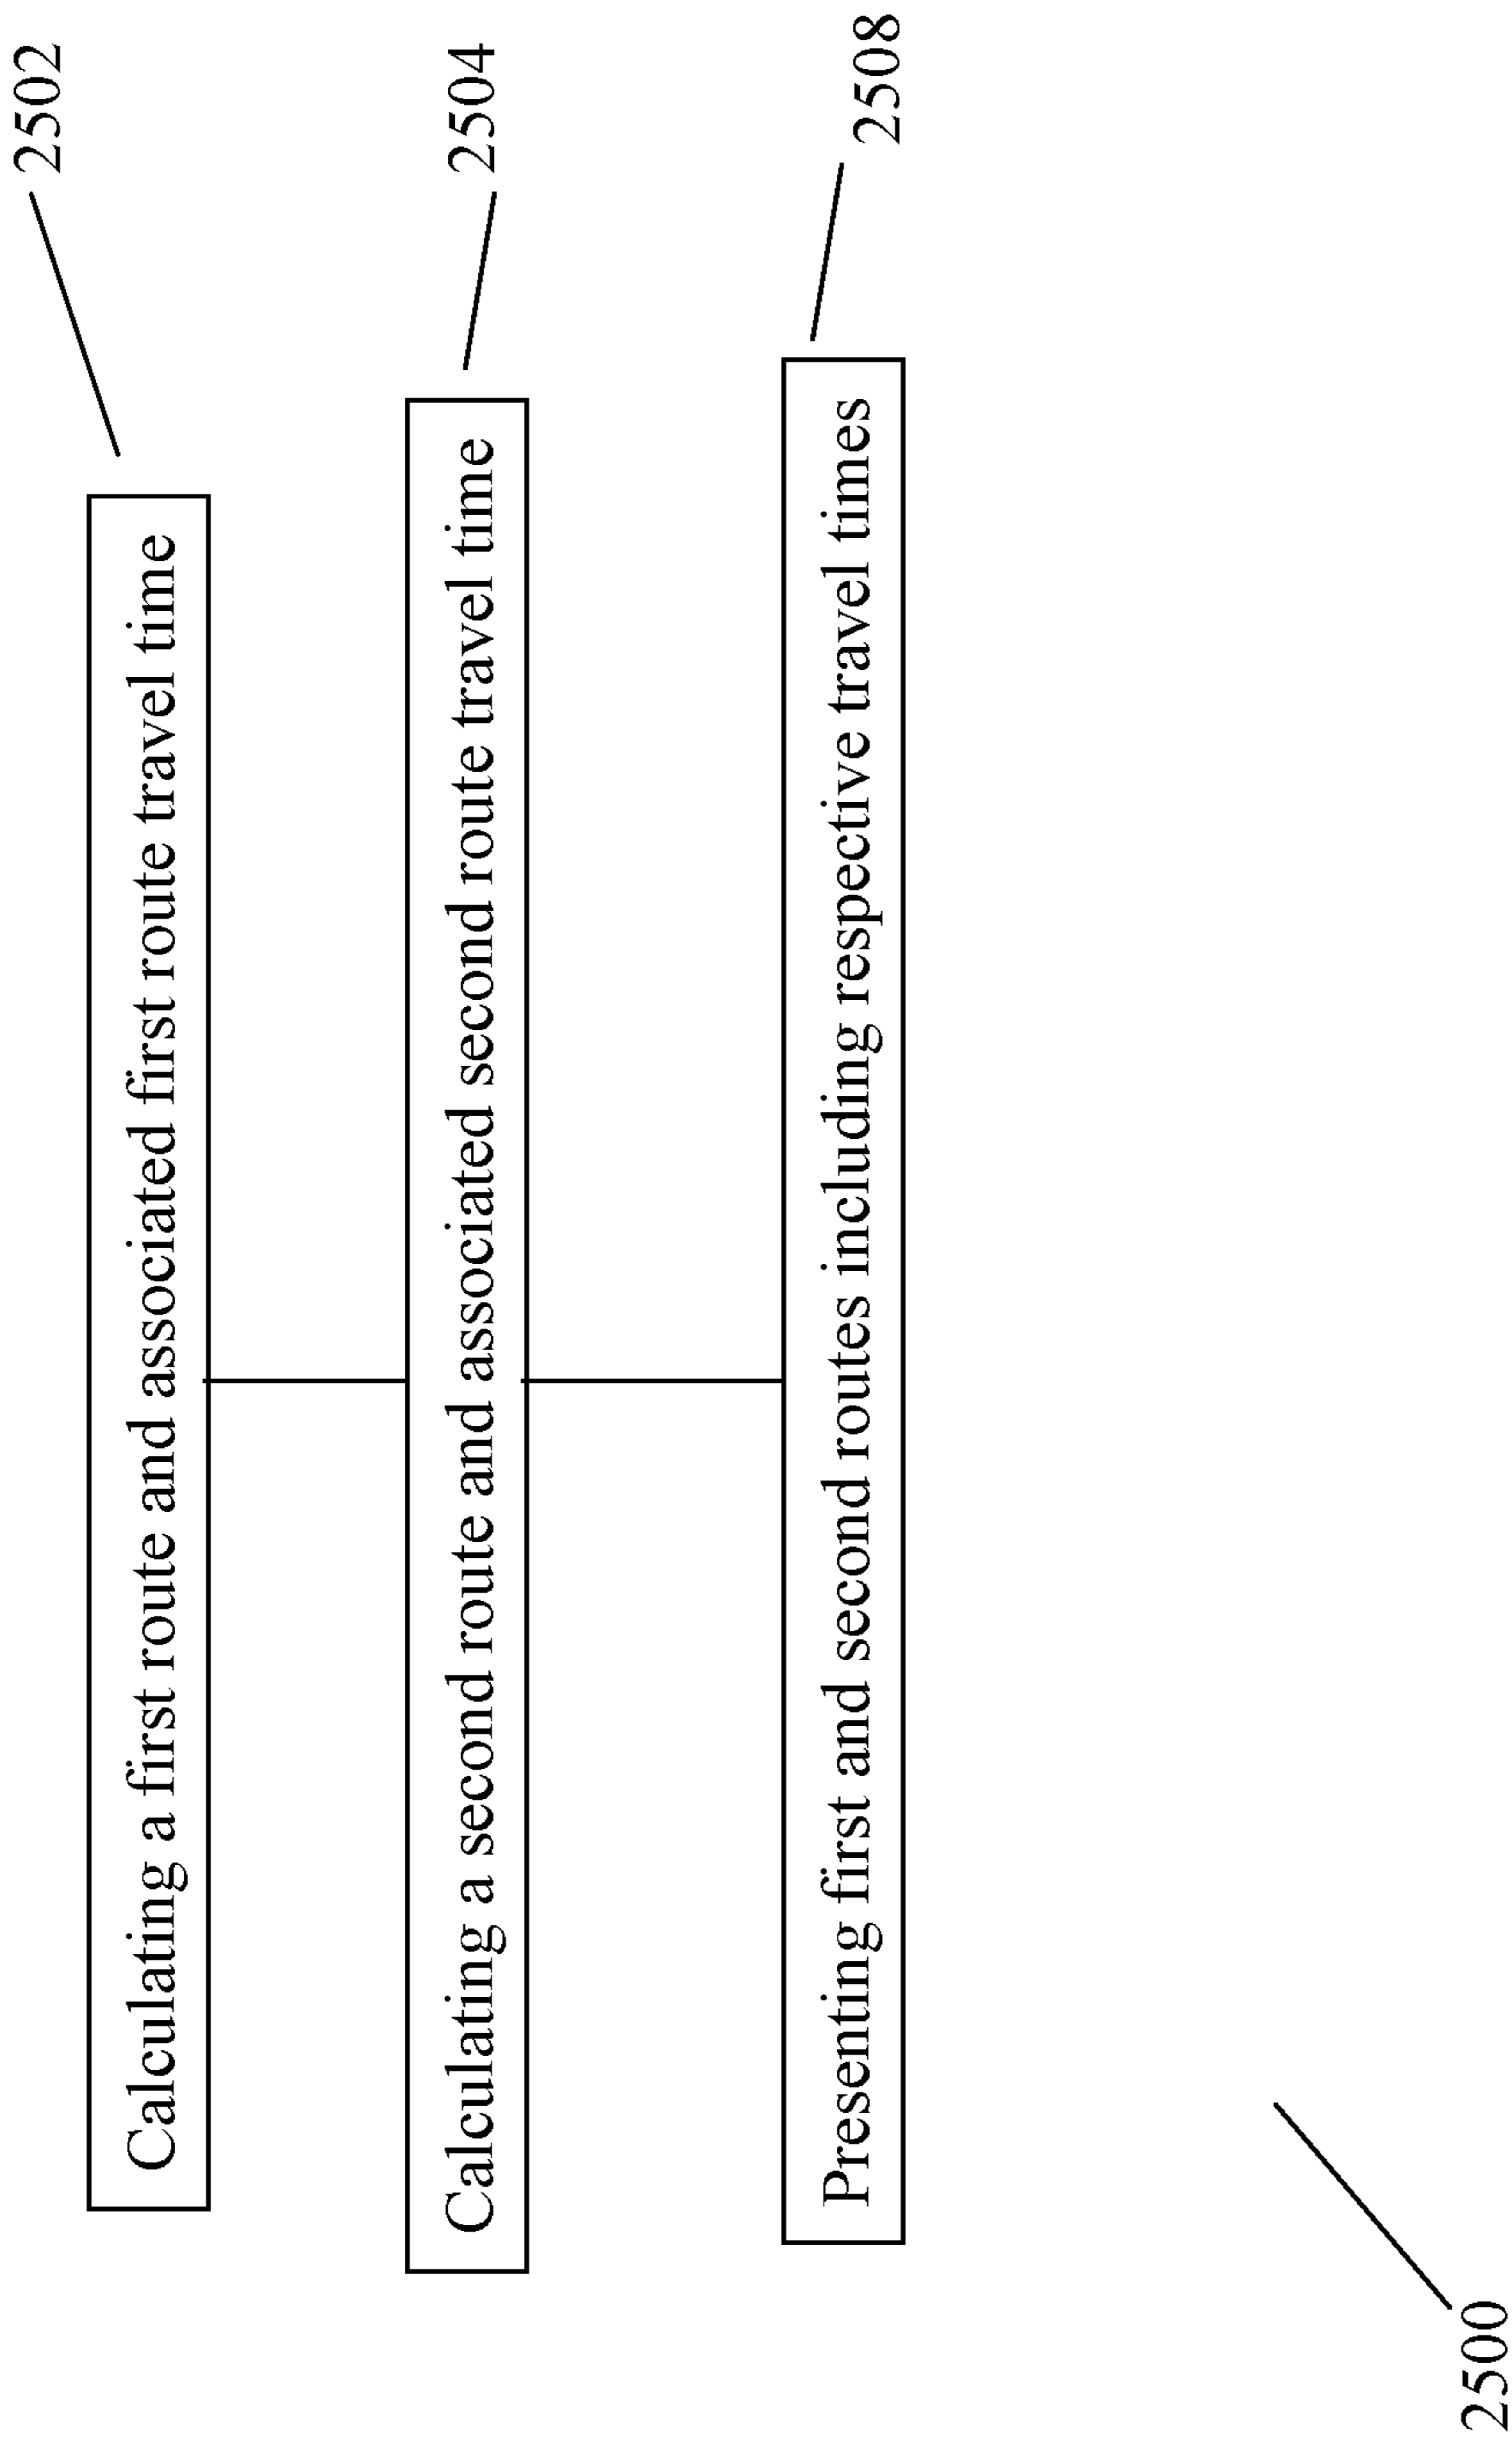 2502
Calculating a first route and associated first route travel time
2504
Calculating a second route and associated second route travel time
2508
Presenting first and second routes including respective travel times
2500